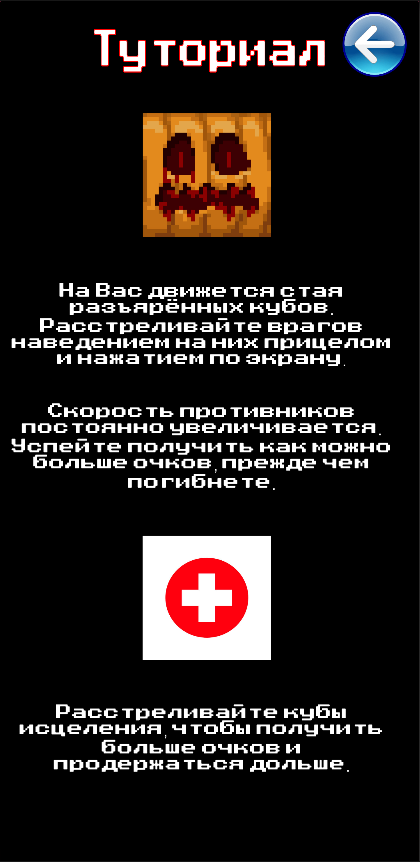 Туториал
На Вас движется стая
разъярённых кубов.
Расстреливайте врагов
наведением на них прицелом
и нажатием по экрану.
Скорость противников
постоянно увеличивается.
Успейте получить как можно
больше очков, прежде чем
погибнете.
Расстреливайте кубы
исцеления, чтобы получить
больше очков и
продержаться дольше.